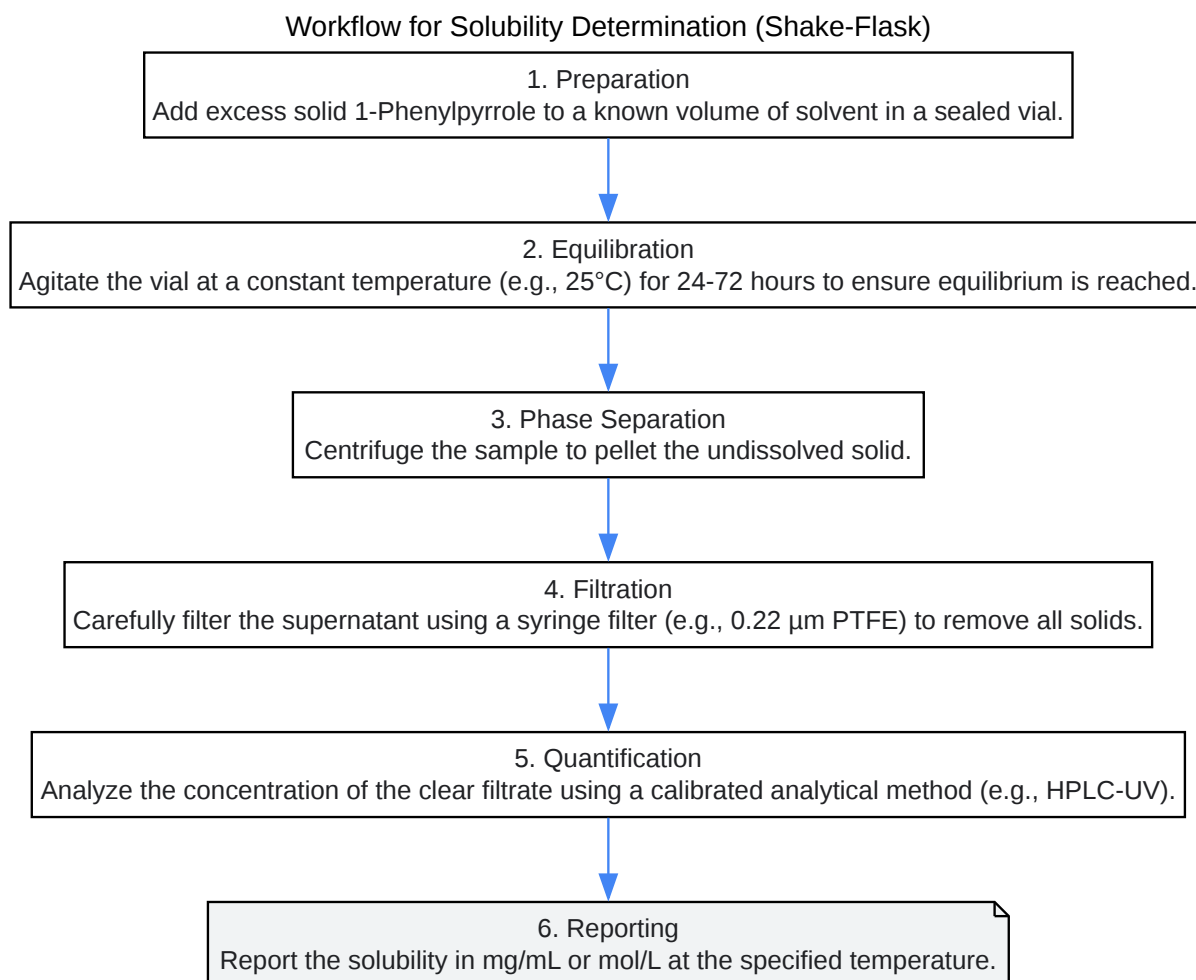 Workflow for Solubility Determination (Shake-Flask)
1. Preparation
Add excess solid 1-Phenylpyrrole to a known volume of solvent in a sealed vial.
2. Equilibration
Agitate the vial at a constant temperature (e.g., 25°C) for 24-72 hours to ensure equilibrium is reached.
3. Phase Separation
Centrifuge the sample to pellet the undissolved solid.
4. Filtration
Carefully filter the supernatant using a syringe filter (e.g., 0.22 µm PTFE) to remove all solids.
5. Quantification
Analyze the concentration of the clear filtrate using a calibrated analytical method (e.g., HPLC-UV).
6. Reporting
Report the solubility in mg/mL or mol/L at the specified temperature.